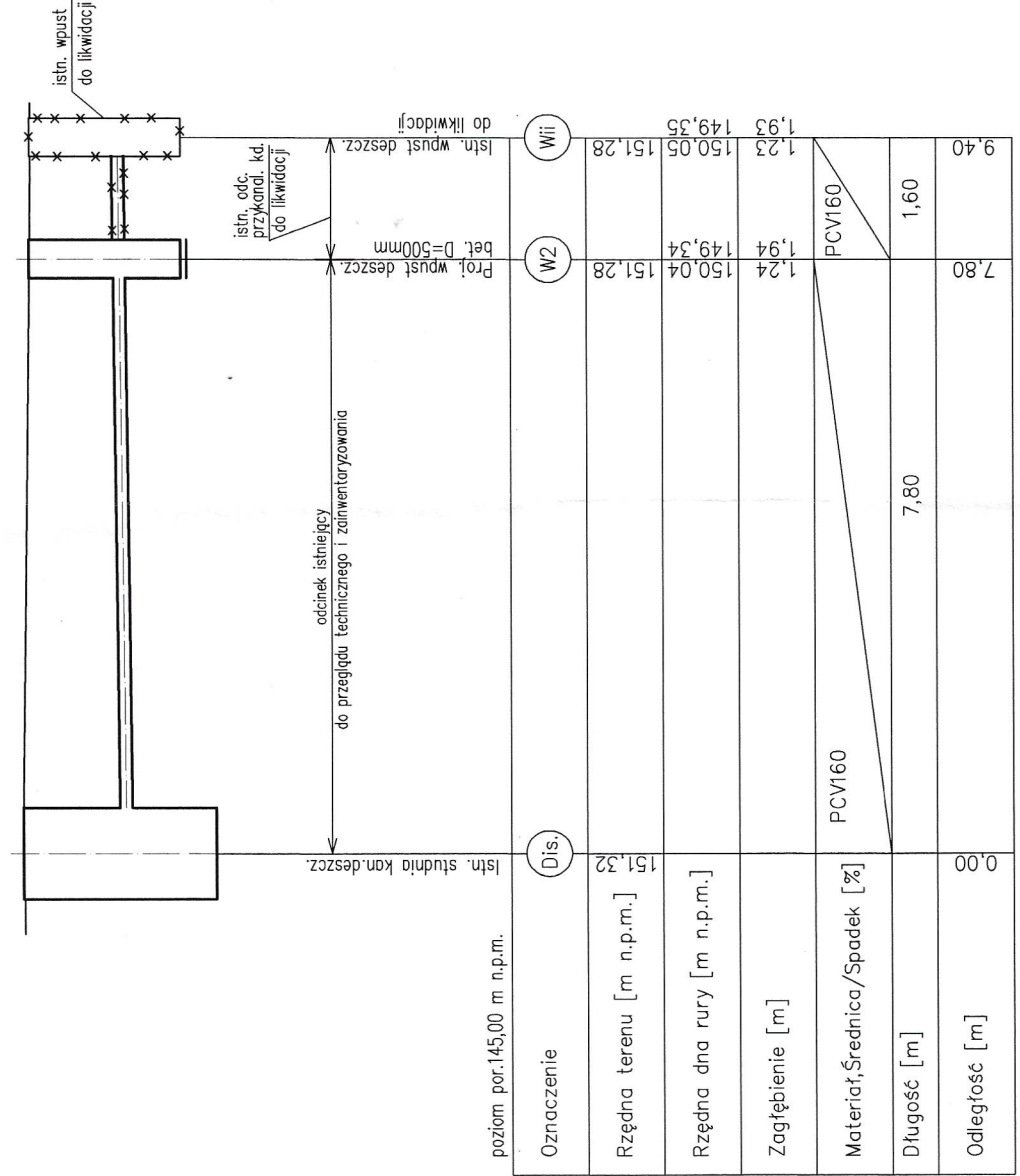 istn. wpust
do likwidacji
istn. odc.
przykanal. kd.
do likwidacji
odcinek istniejący
do przeglądu technicznego i zainwentaryzowania
Istn. studnia kan.deszcz.
Proj. wpust deszcz.
bet. D=500mm
Istn. wpust deszcz.
do likwidacji
poziom por.145,00 m n.p.m.
Oznaczenie
Dis.
W2
Wii
Rzędna terenu [m n.p.m.]
151,32
151,28
151,28
Rzędna dna rury [m n.p.m.]
150,04
149,34
150,05
149,35
Zagłębienie [m]
1,24
1,94
1,23
1,93
Materiał,Średnica/Spadek [%]
PCV160
PCV160
Długość [m]
7,80
1,60
Odległość [m]
0,00
7,80
9,40